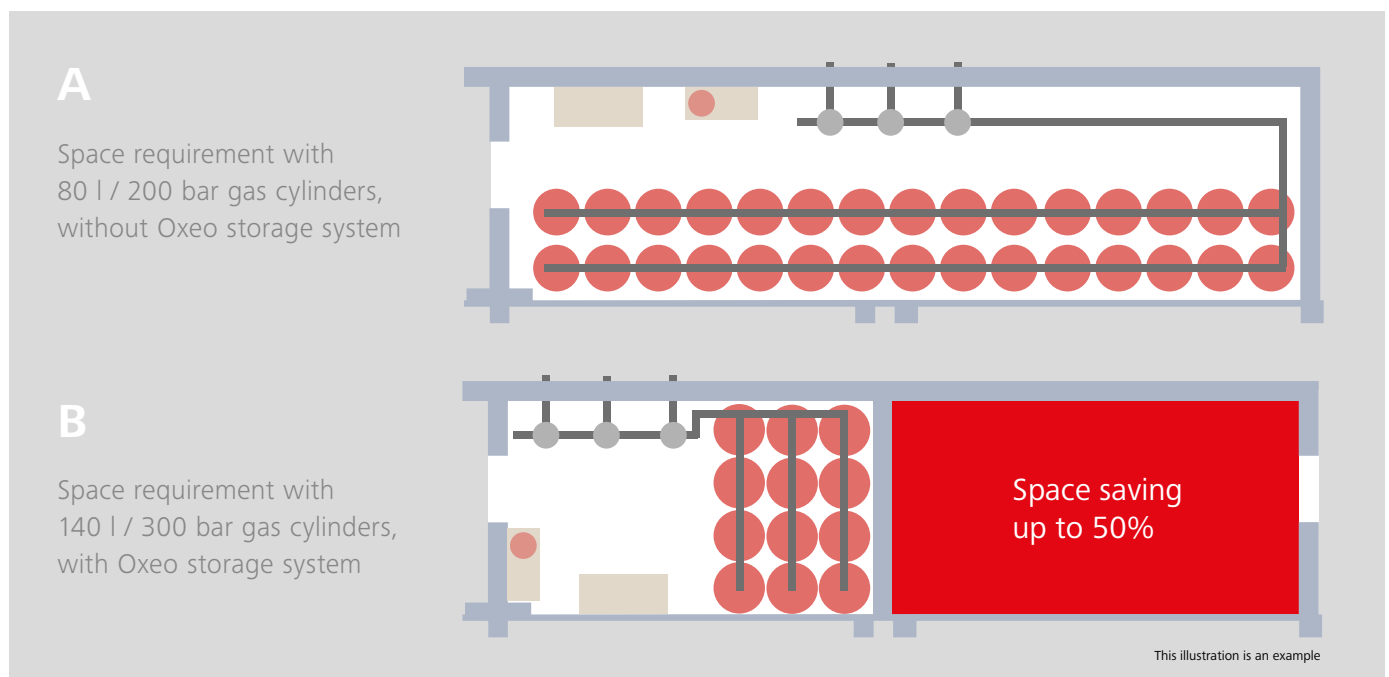 A
Space requirement with
80 l / 200 bar gas cylinders,
without Oxeo storage system
B
Space requirement with
140 l / 300 bar gas cylinders,
with Oxeo storage system
Space saving
up to 50%
This illustration is an example